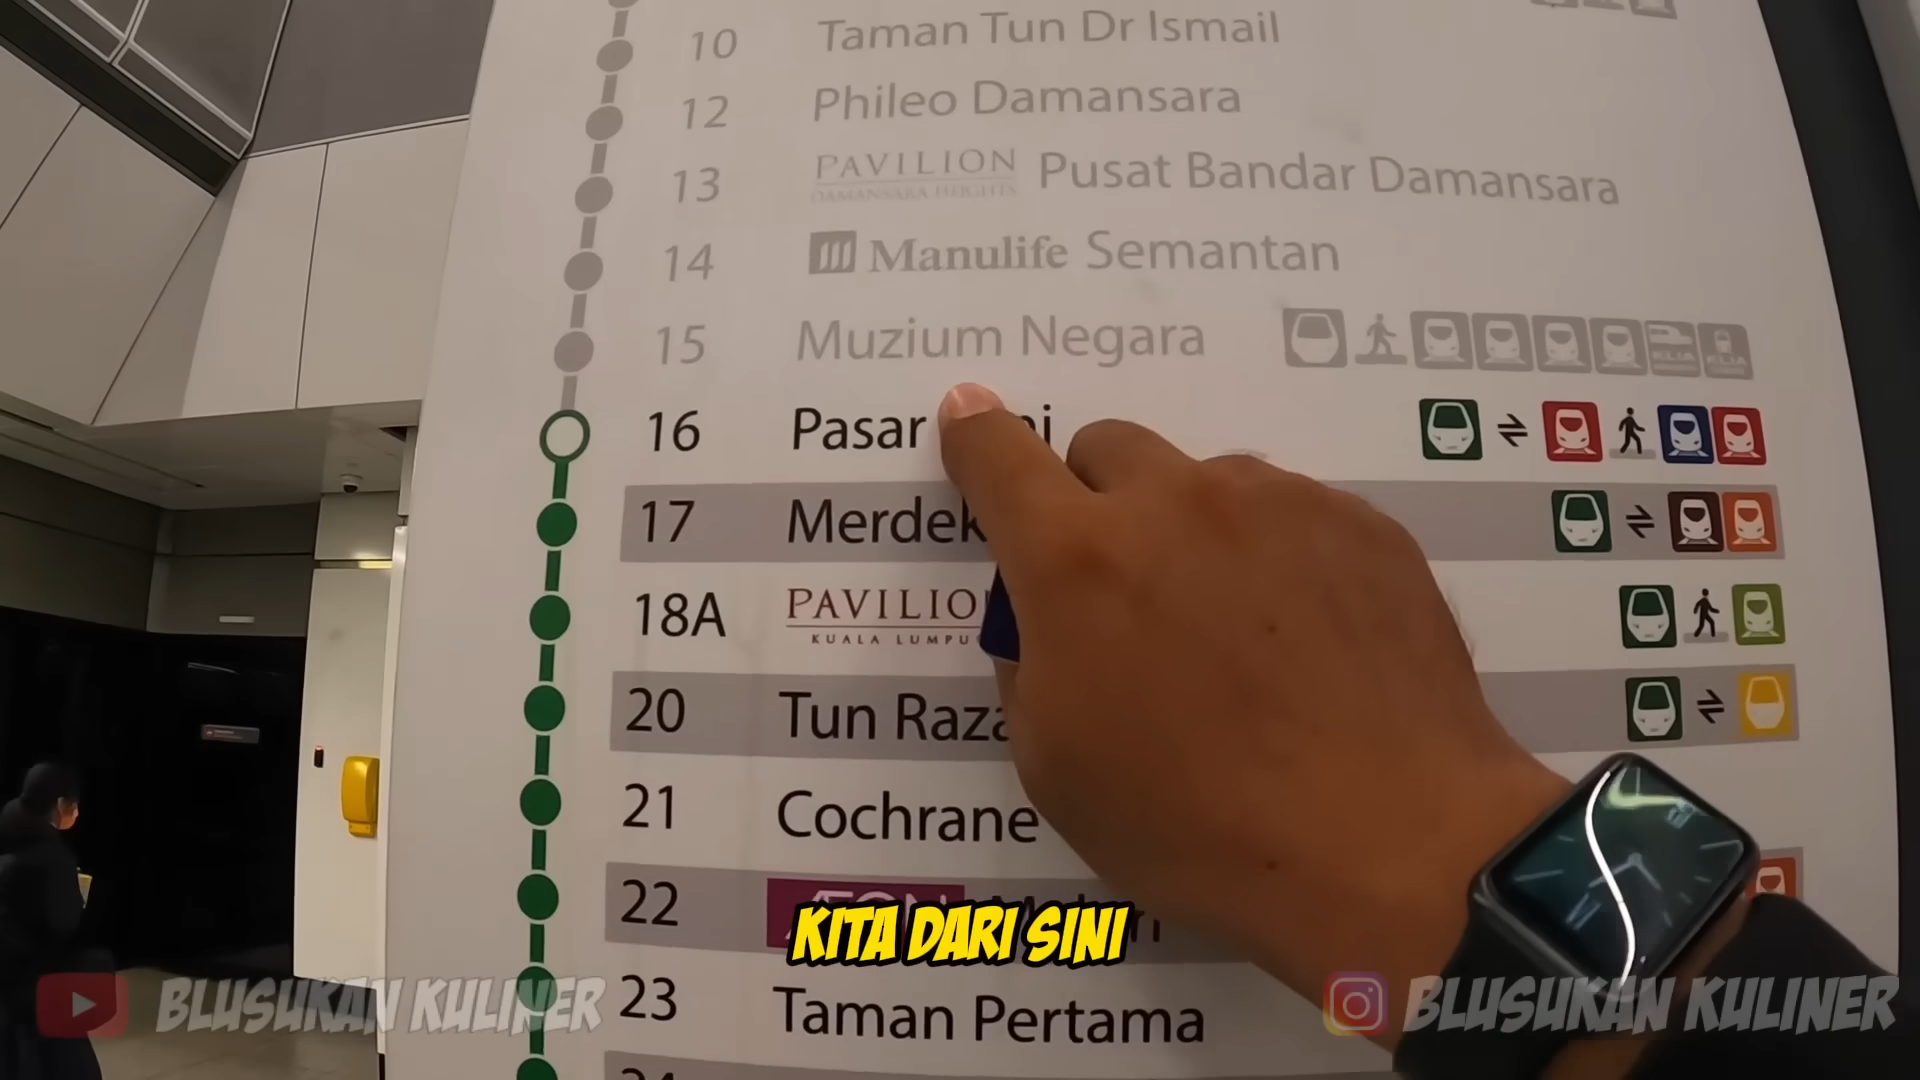 10 Taman Tun Dr Ismail
12 Phileo Damansara
13 PAVILION DAMANSARA HEIGHTS Pusat Bandar Damansara
14 Manulife Semantan
15 Muzium Negara
16 Pasar
17 Merdek
18A PAVILION KUALA LUMPU
20 Tun Raza
21 Cochrane
22 AEON
KITA DARI SINI
23 Taman Pertama
BLUSUKAN KULINER
BLUSUKAN KULINER